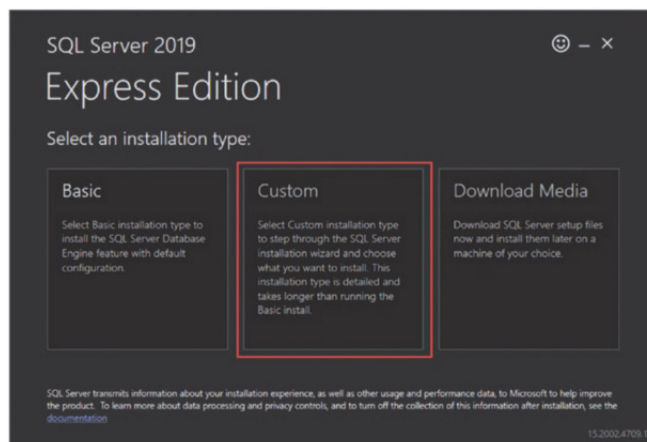 SQL Server 2019
Express Edition
Select an installation type:
Basic
Select Basic installation type to
install the SQL Server Database
Engine feature with default
configuration.
Custom
Select Custom installation type
to step through the SQL Server
installation wizard and choose
what you want to install. This
installation type is detailed and
takes longer than running the
Basic install.
Download Media
Download SQL Server setup files
now and install them later on a
machine of your choice.
SQL Server transmits information about your installation experience, as well as other usage and performance data, to Microsoft to help improve
the product. To learn more about data processing and privacy controls, and to turn off the collection of this information after installation, see the
documentation
15.2002.4709.1